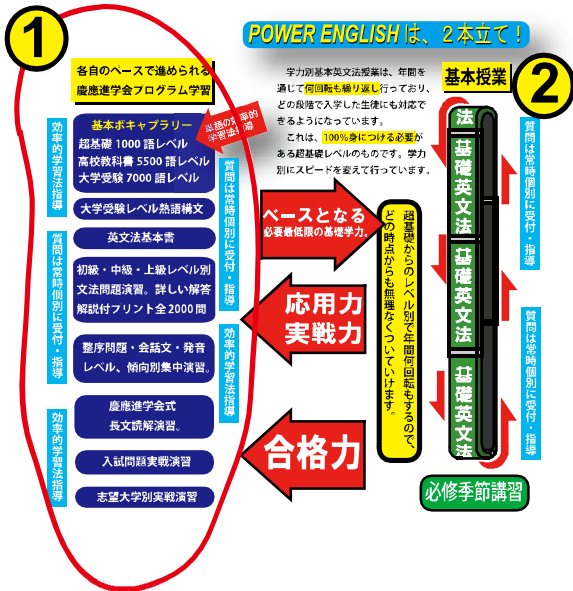 1
各自のペースで進められる
慶應進学会プログラム学習
基本ボキャブラリー
超基礎1000語レベル
高校教科書5500語レベル
大学受験7000語レベル
大学受験レベル熟語構文
英文法基本書
初級・中級・上級レベル別
文法問題演習。詳しい解答
解説付プリント全2000問
整序問題・会話文・発音
レベル、傾向別集中演習。
慶應進学会式
長文読解演習。
入試問題実戦演習
志望大学別実戦演習
効率的学習法指導
質問は常時個別に受付・指導
効率的学習法指導
質問は常時個別に受付・指導
効率的学習法指導
POWER ENGLISH は、２本立て！
学力別基本英文法授業は、年間を
通じて何回転も繰り返し行っており、
どの段階で入学した生徒にも対応で
きるようになっています。
これは、100%身につける必要が
ある超基礎レベルのものです。学力
別にスピードを変えて行っています。
ベースとなる
必要最低限の基礎学力。
応用力
実戦力
合格力
超基礎からのレベル別で年間何回転もするので、
どの時点からも無理なくついていけます。
2
基本授業
法
基礎英文法
基礎英文法
基礎英文法
質問は常時個別に受付・指導
質問は常時個別に受付・指導
必修季節講習